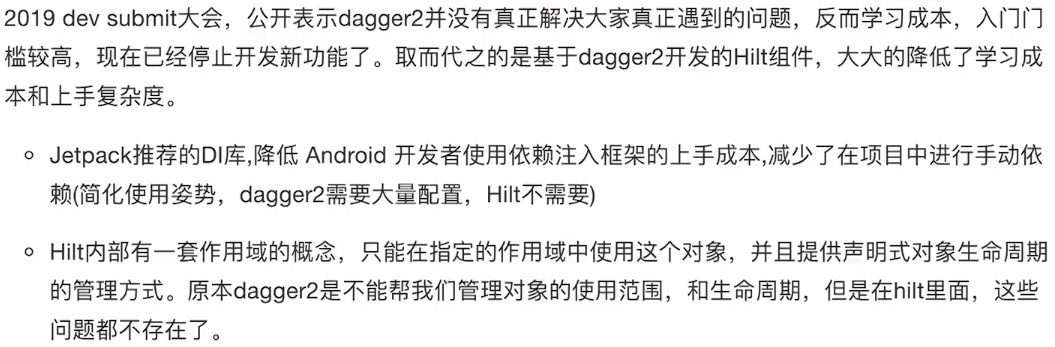 2019 dev submit大会，公开表示dagger2并没有真正解决大家真正遇到的问题，反而学习成本，入门门
槛较高，现在已经停止开发新功能了。取而代之的是基于dagger2开发的Hilt组件，大大的降低了学习成
本和上手复杂度。
Jetpack推荐的DI库,降低 Android 开发者使用依赖注入框架的上手成本,减少了在项目中进行手动依
赖(简化使用姿势，dagger2需要大量配置，Hilt不需要)
Hilt内部有一套作用域的概念，只能在指定的作用域中使用这个对象，并且提供声明式对象生命周期
的管理方式。原本dagger2是不能帮我们管理对象的使用范围，和生命周期，但是在hilt里面，这些
问题都不存在了。